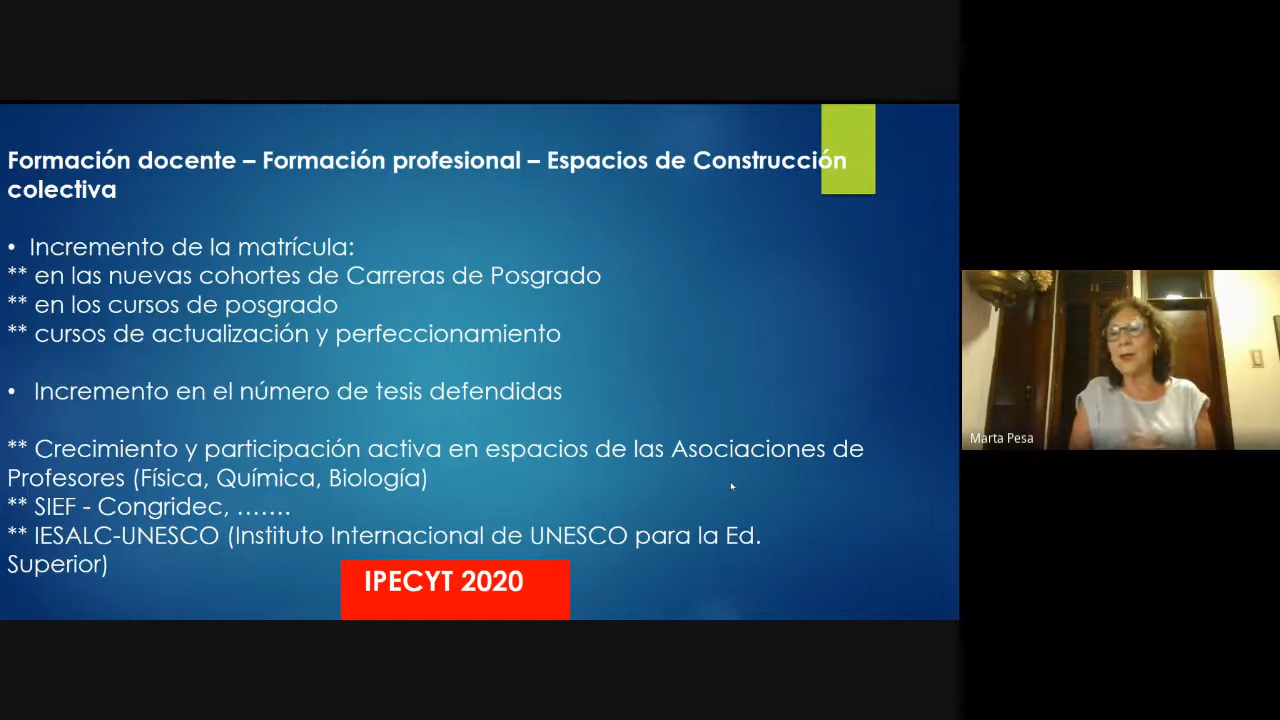 Formación docente – Formación profesional – Espacios de Construcción
colectiva
• Incremento de la matrícula:
** en las nuevas cohortes de Carreras de Posgrado
** en los cursos de posgrado
** cursos de actualización y perfeccionamiento
• Incremento en el número de tesis defendidas
** Crecimiento y participación activa en espacios de las Asociaciones de
Profesores (Física, Química, Biología)
** SIEF - Congridec, …….
** IESALC-UNESCO (Instituto Internacional de UNESCO para la Ed.
Superior)
IPECYT 2020
Marta Pesa